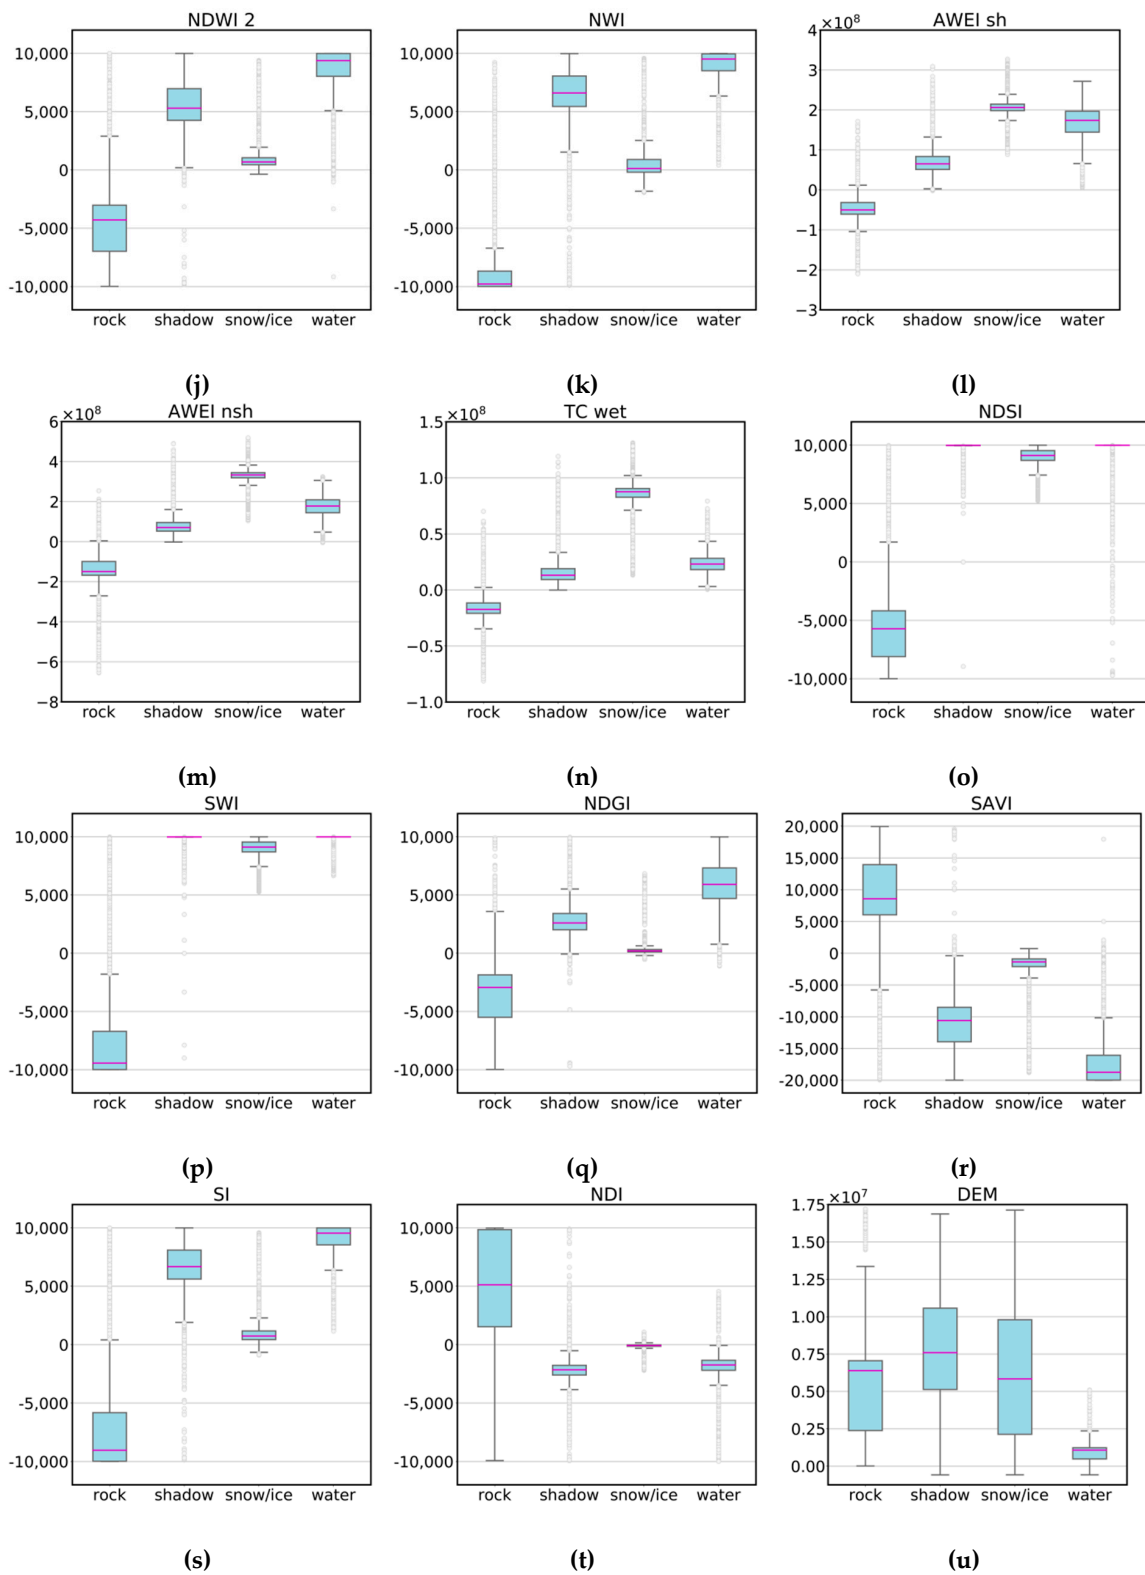 NDWI 2
10,000
5,000
0
-5,000
-10,000
rock shadow snow/ice water
(j)
NWI
10,000
5,000
0
-5,000
-10,000
rock shadow snow/ice water
(k)
AWEI sh
×10⁸
4
3
2
1
0
−1
−2
−3
rock shadow snow/ice water
(l)
AWEI nsh
×10⁸
6
4
2
0
−2
−4
−6
−8
rock shadow snow/ice water
(m)
TC wet
×10⁸
1.5
1.0
0.5
0.0
−0.5
−1.0
rock shadow snow/ice water
(n)
NDSI
10,000
5,000
0
-5,000
-10,000
rock shadow snow/ice water
(o)
SWI
10,000
5,000
0
-5,000
-10,000
rock shadow snow/ice water
(p)
NDGI
10,000
5,000
0
-5,000
-10,000
rock shadow snow/ice water
(q)
SAVI
20,000
15,000
10,000
5,000
0
-5,000
-10,000
-15,000
-20,000
rock shadow snow/ice water
(r)
SI
10,000
5,000
0
-5,000
-10,000
rock shadow snow/ice water
(s)
NDI
10,000
5,000
0
-5,000
-10,000
rock shadow snow/ice water
(t)
DEM
×10⁷
1.75
1.50
1.25
1.00
0.75
0.50
0.25
0.00
rock shadow snow/ice water
(u)